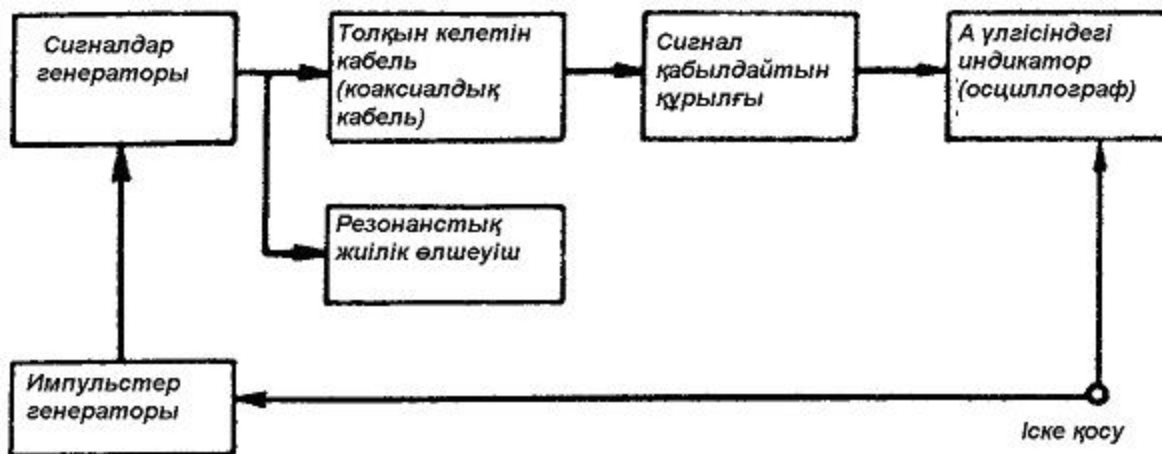 Сигналдар
генераторы
Толқын келетін
кабель
(коаксиалдық
кабель)
Сигнал
қабылдайтын
құрылғы
А үлгісіндегі
индикатор
(осциллограф)
Резонанстық
жиілік өлшеуіш
Импульстер
генераторы
Іске қосу